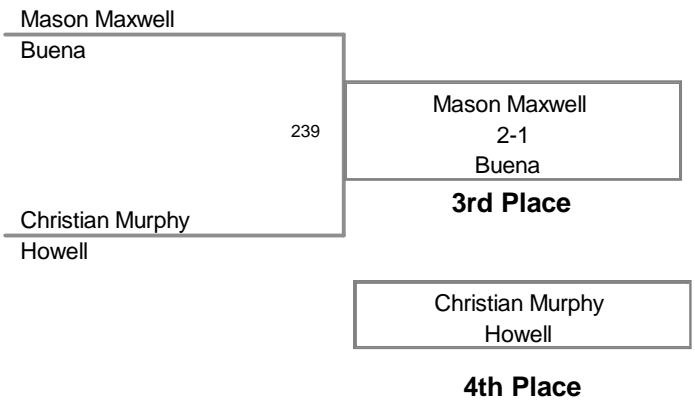 Mason Maxwell
Buena
239
Mason Maxwell
2-1
Buena
3rd Place
Christian Murphy
Howell
Christian Murphy
Howell
4th Place